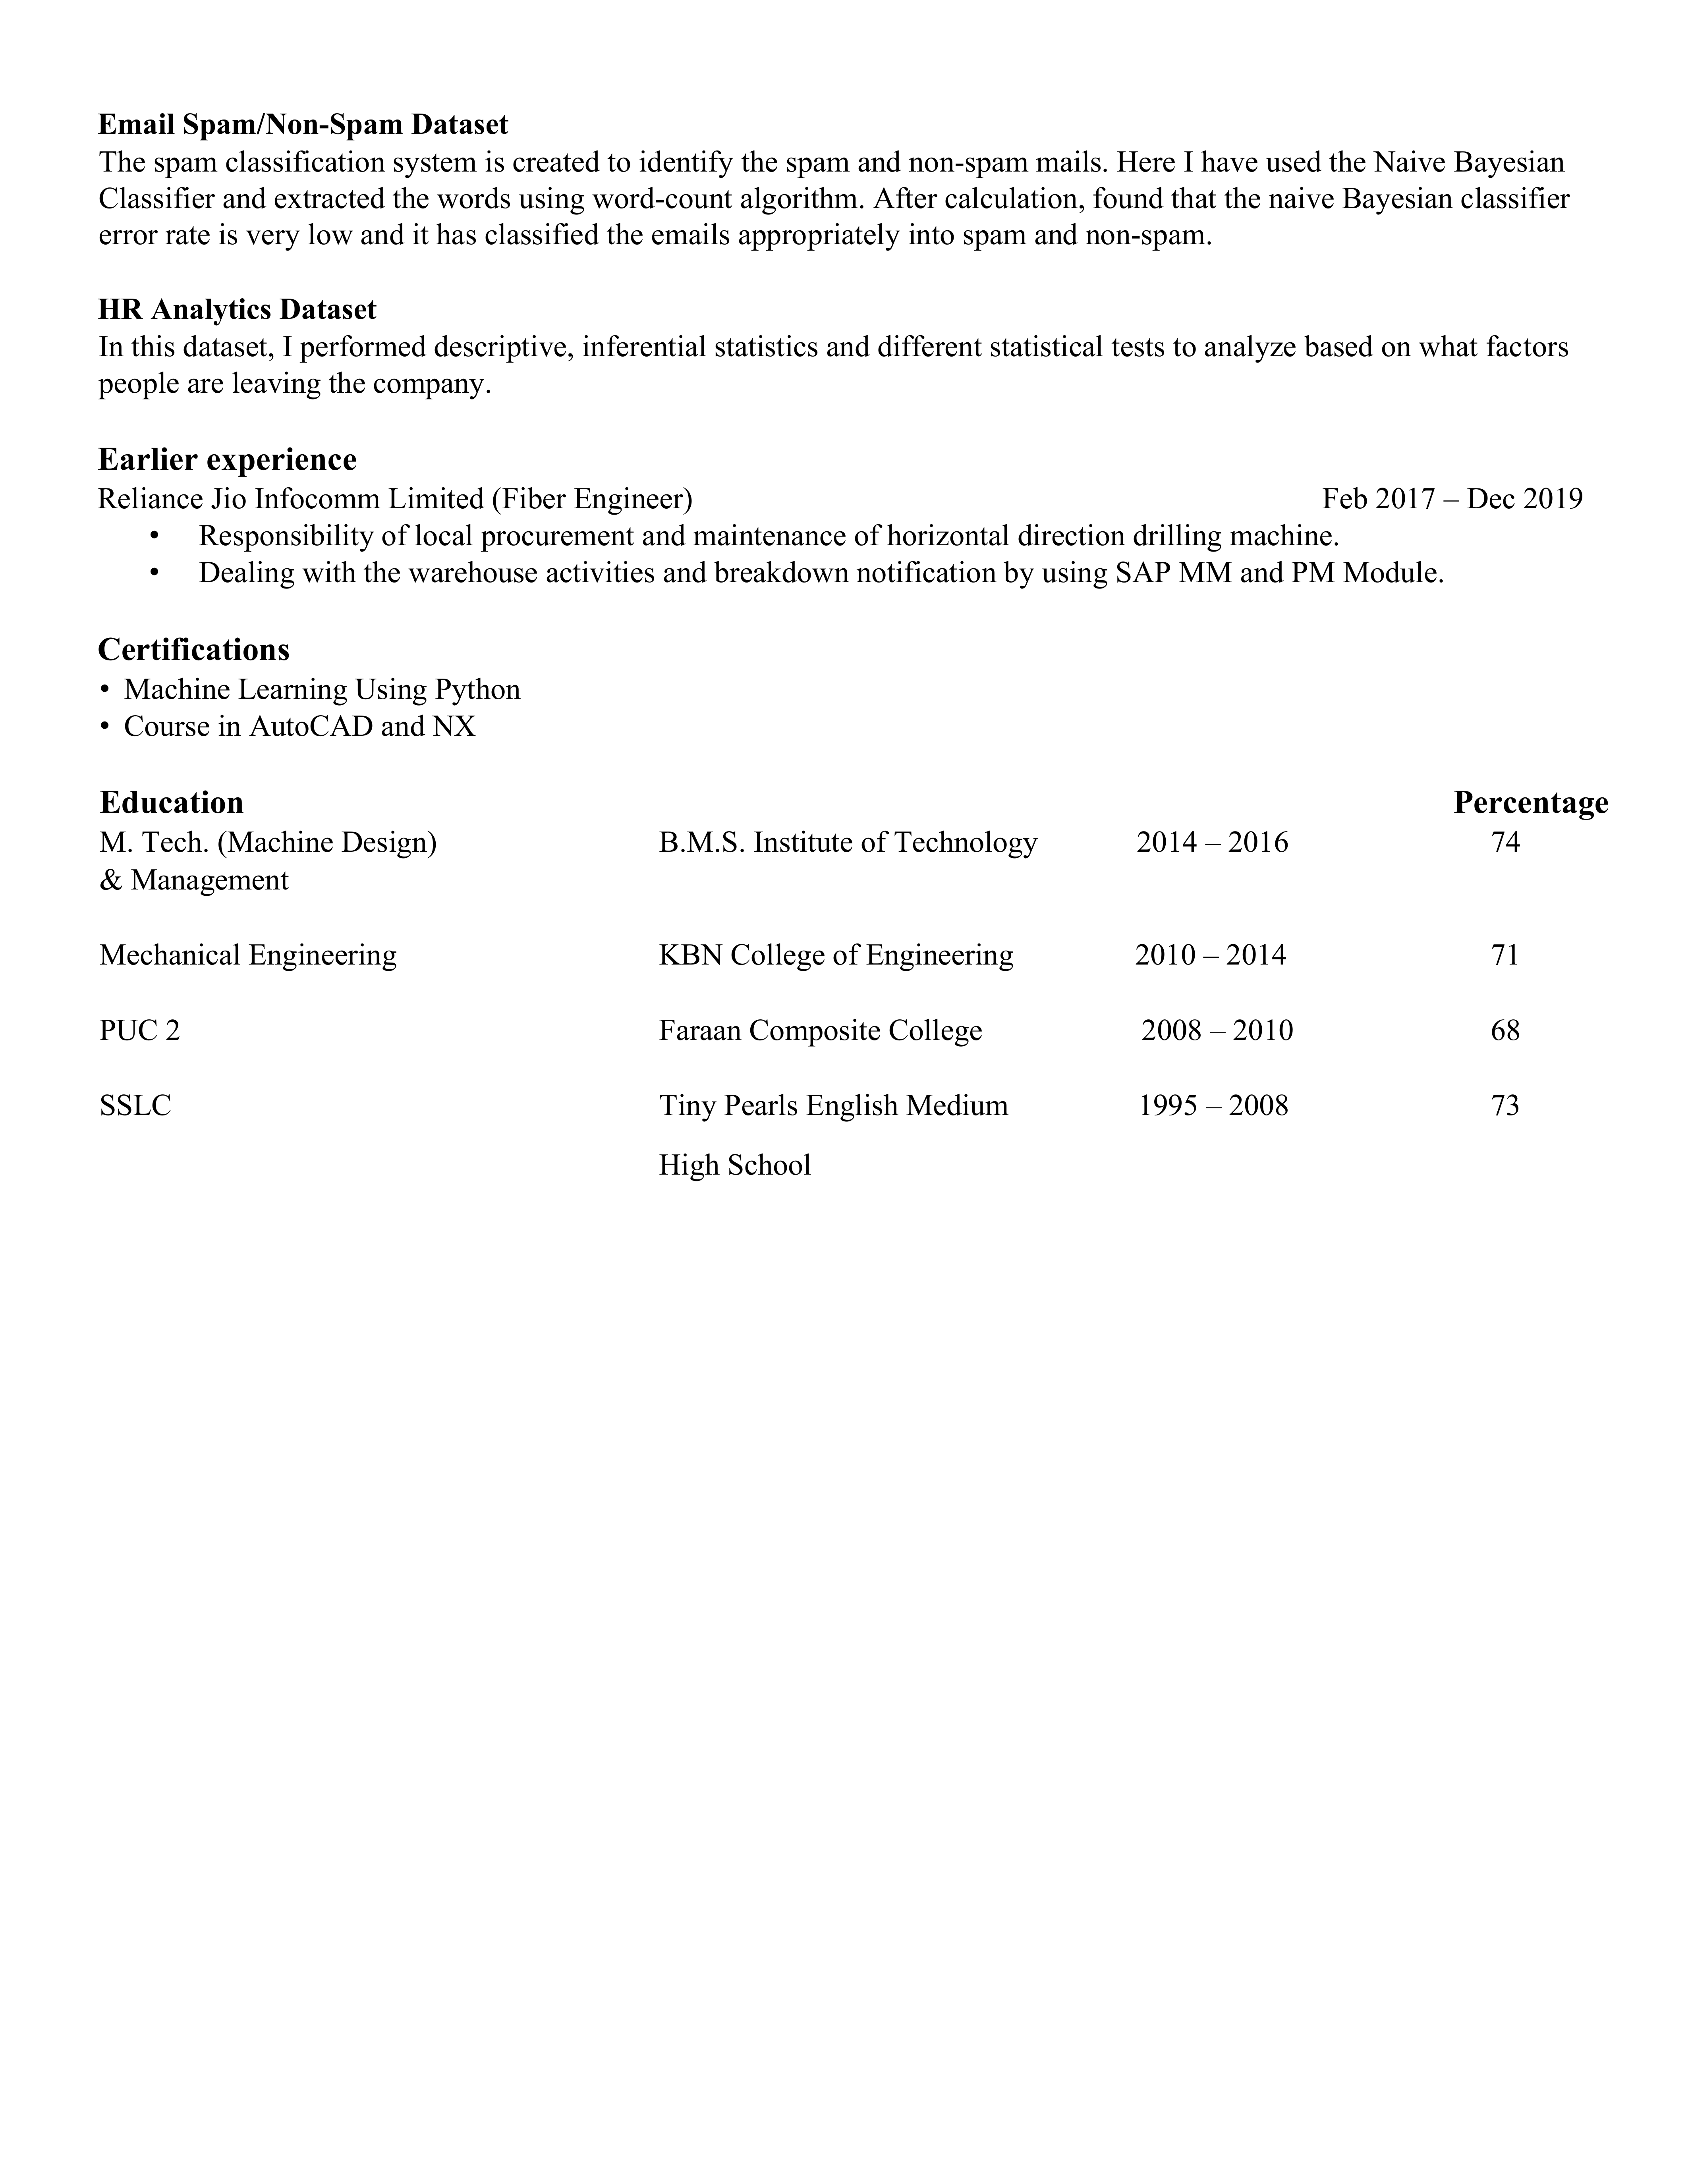 Email Spam/Non-Spam Dataset
The spam classification system is created to identify the spam and non-spam mails. Here I have used the Naive Bayesian
Classifier and extracted the words using word-count algorithm. After calculation, found that the naive Bayesian classifier
error rate is very low and it has classified the emails appropriately into spam and non-spam.
HR Analytics Dataset
In this dataset, I performed descriptive, inferential statistics and different statistical tests to analyze based on what factors
people are leaving the company.
Earlier experience
Reliance Jio Infocomm Limited (Fiber Engineer) Feb 2017 – Dec 2019
• Responsibility of local procurement and maintenance of horizontal direction drilling machine.
• Dealing with the warehouse activities and breakdown notification by using SAP MM and PM Module.
Certifications
• Machine Learning Using Python
• Course in AutoCAD and NX
Education Percentage
M. Tech. (Machine Design) B.M.S. Institute of Technology 2014 – 2016 74
& Management
Mechanical Engineering KBN College of Engineering 2010 – 2014 71
PUC 2 Faraan Composite College 2008 – 2010 68
SSLC Tiny Pearls English Medium 1995 – 2008 73
High School